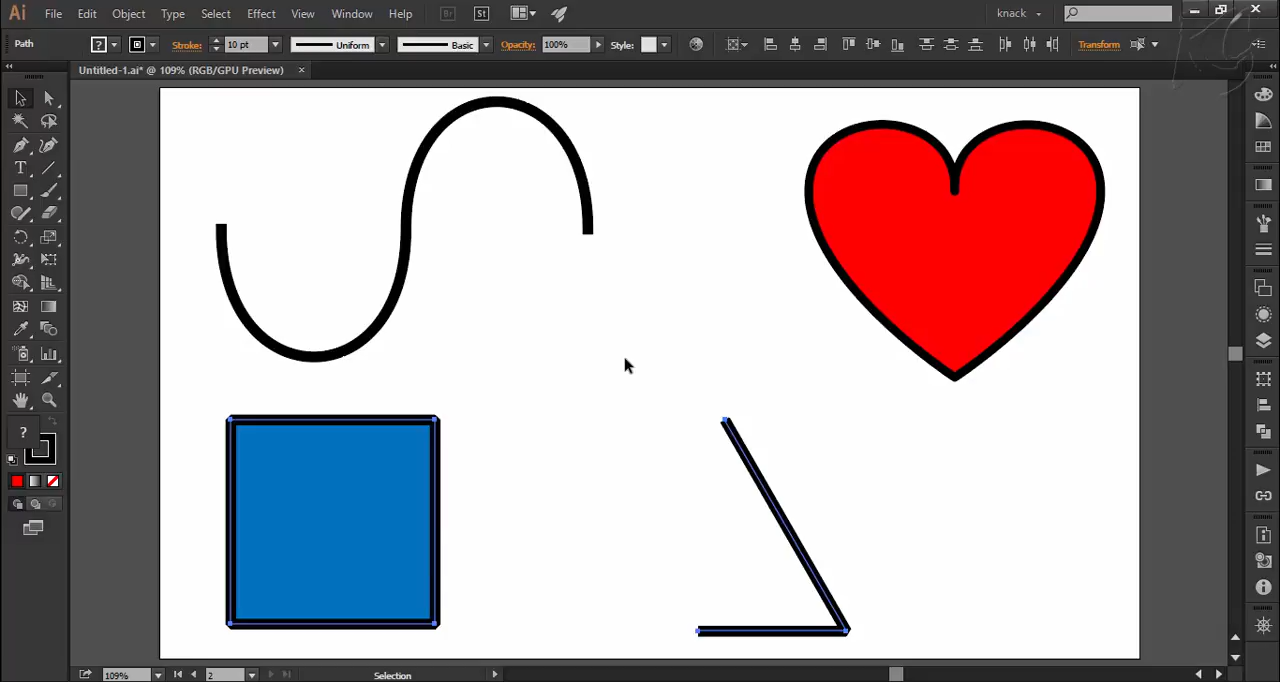 Ai File Edit Object Type Select Effect View Window Help Br St knack
Path ? Stroke: 10 pt Uniform Basic Opacity: 100% Style: Transform
Untitled-1.ai* @ 109% (RGB/GPU Preview) ×
T
?
109% 2 Selection